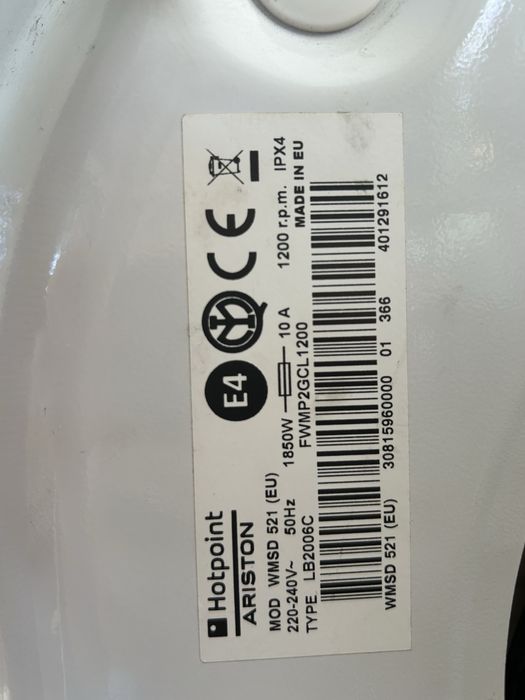 Hotpoint
ARISTON
E4
CE
MOD WMSD 521 (EU)
220-240V~ 50Hz 1850W 10 A 1200 r.p.m. IPX4
TYPE LB2006C FWMP2GCL1200 MADE IN EU
WMSD 521 (EU) 30815960000 01 366 401291612